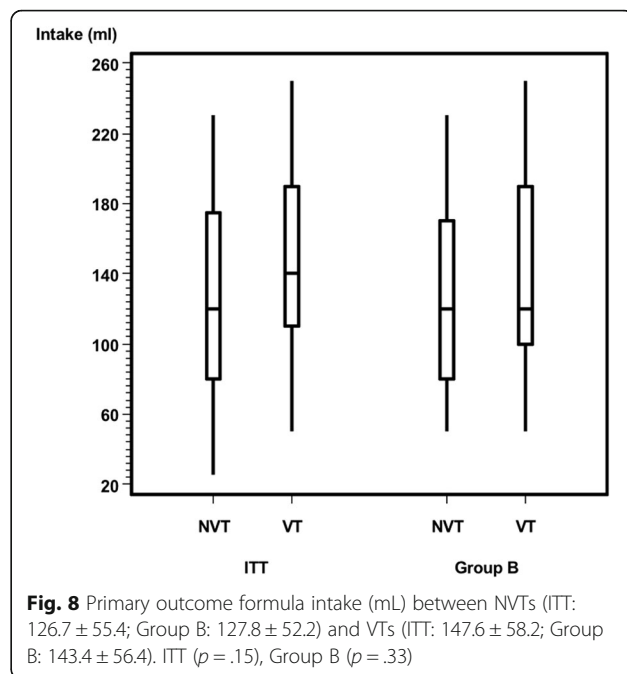 Intake (ml)
260
220
180
140
100
60
20
NVT VT NVT VT
ITT Group B
Fig. 8 Primary outcome formula intake (mL) between NVTs (ITT:
126.7 ± 55.4; Group B: 127.8 ± 52.2) and VTs (ITT: 147.6 ± 58.2; Group
B: 143.4 ± 56.4). ITT (p = .15), Group B (p = .33)